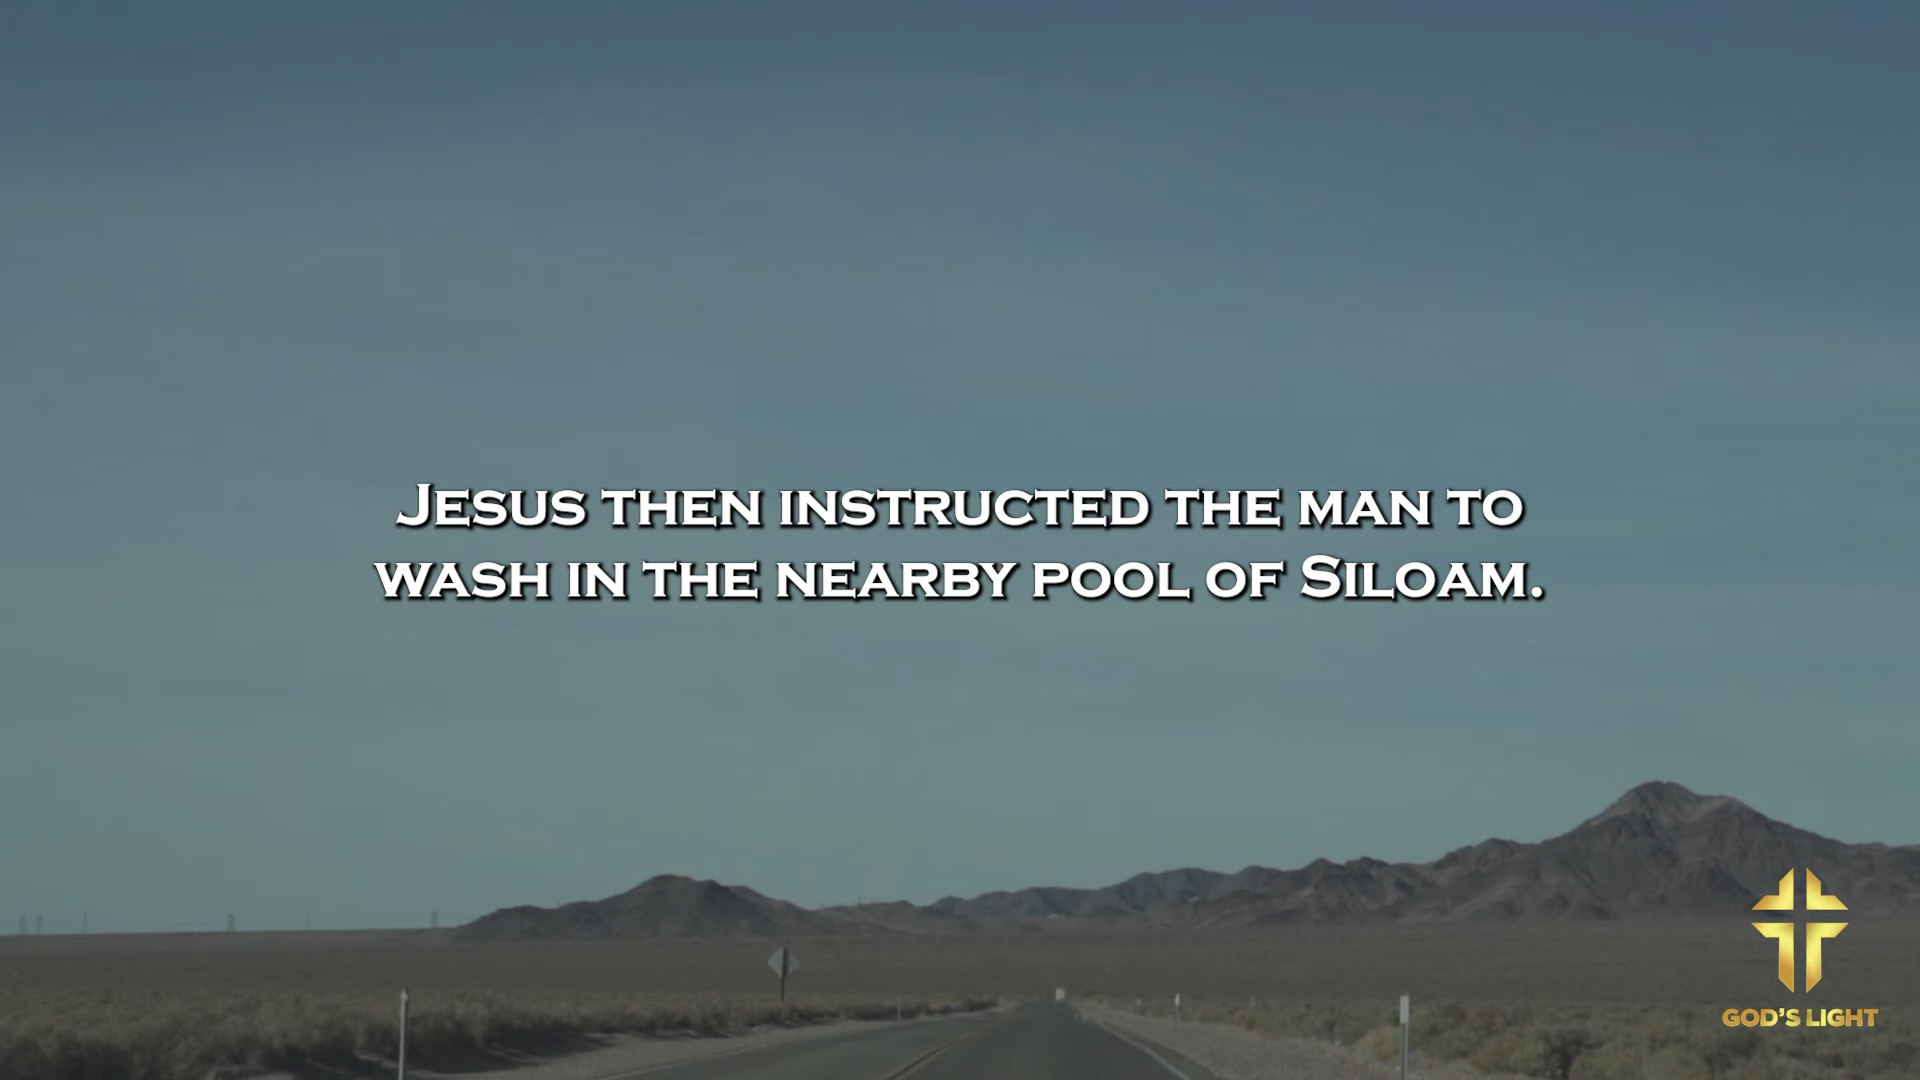 Jesus then instructed the man to
wash in the nearby pool of Siloam.
GOD'S LIGHT